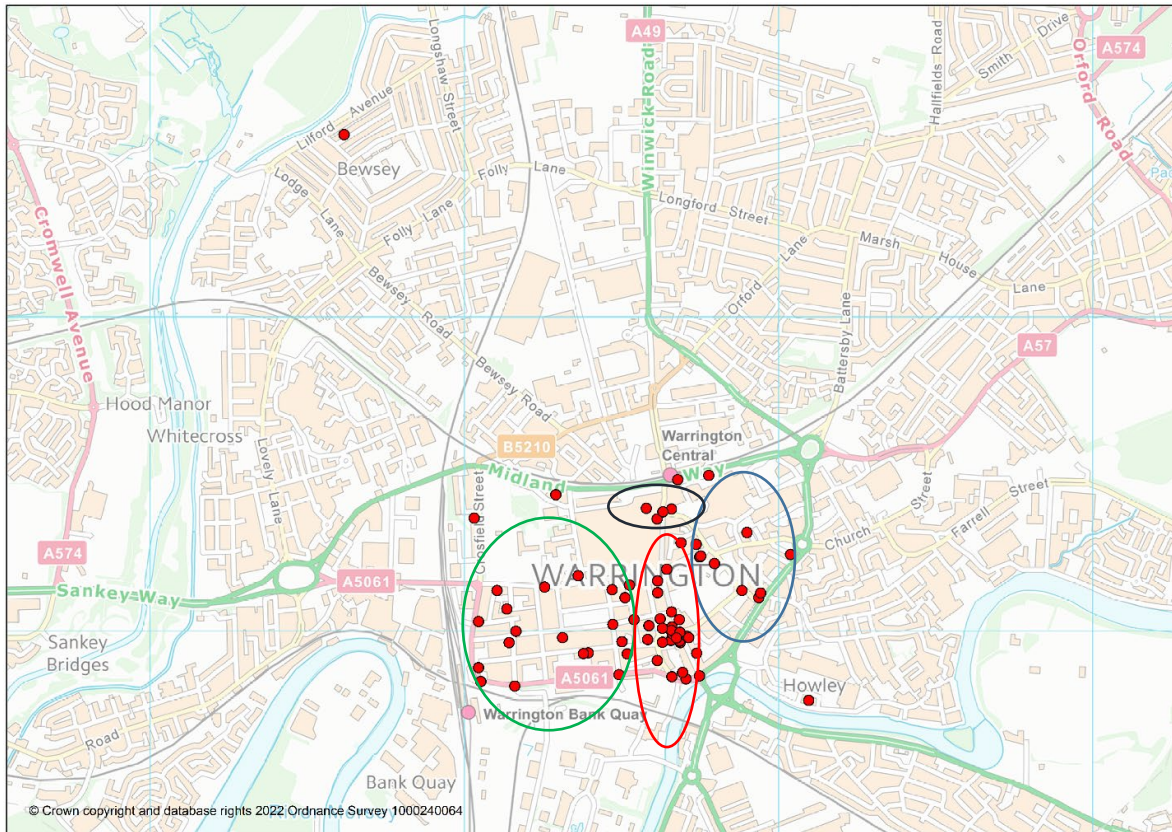 A49
A574
Longshaw Street
Winwick Road
Hallfields Road
Smith Drive
Orford Road
Lilford Avenue
Bewsey
Folly Lane
Lodge Lane
Folly Lane
Longford Street
Cromwell Avenue
Orford Lane
Marsh House Lane
Bewsey Road
Battersby Lane
A57
Bewsey Road
Hood Manor
Whitecross
Lovely Lane
B5210
Warrington
Central
Midland Way
Crosfield Street
Church Street
Farrell Street
A574
A5061
WARRINGTON
Sankey Way
Sankey
Bridges
A5061
Howley
Warrington Bank Quay
Road
Bank Quay
© Crown copyright and database rights 2022 Ordnance Survey 1000240064